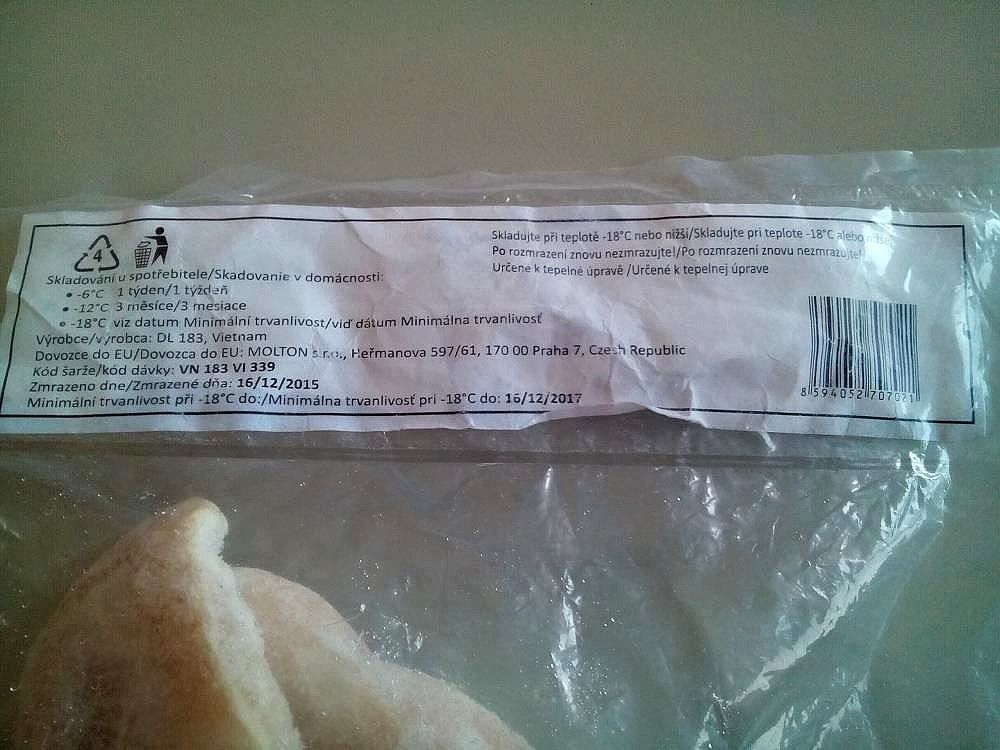 Skladujte při teplotě -18°C nebo nižší/Skladujte pri teplote -18°C alebo
Po rozmrazení znovu nezmrazujte!/Po rozmrazení znovu nezmrazujte!
Určené k tepelné úpravě /Určené k tepelnej úprave
4
Skladování u spotřebitele/Skadovanie v domácnosti:
• -6°C 1 týden/1 týždeň
• -12°C 3 měsíce/3 mesiace
• -18°C viz datum Minimální trvanlivost/viď dátum Minimálna trvanlivosť
Výrobce/výrobca: DL 183, Vietnam
Dovozce do EU/Dovozca do EU: MOLTON s.r.o., Heřmanova 597/61, 170 00 Praha 7, Czech Republic
Kód šarže/kód dávky: VN 183 VI 339
Zmrazeno dne/Zmrazené dňa: 16/12/2015
Minimální trvanlivost při -18°C do:/Minimálna trvanlivosť pri -18°C do: 16/12/2017
8 594052 707021